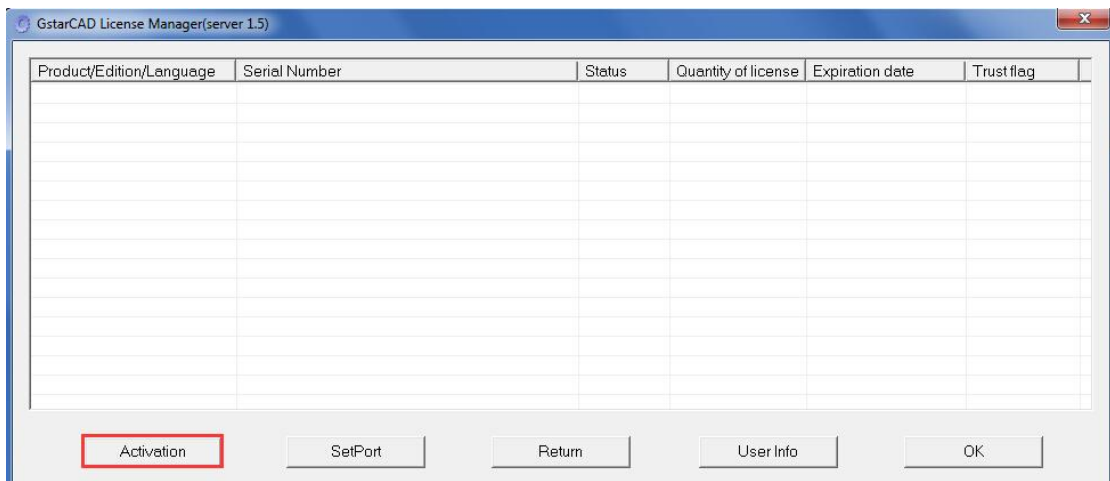 GstarCAD License Manager(server 1.5)
Product/Edition/Language Serial Number Status Quantity of license Expiration date Trust flag
Activation SetPort Return User Info OK